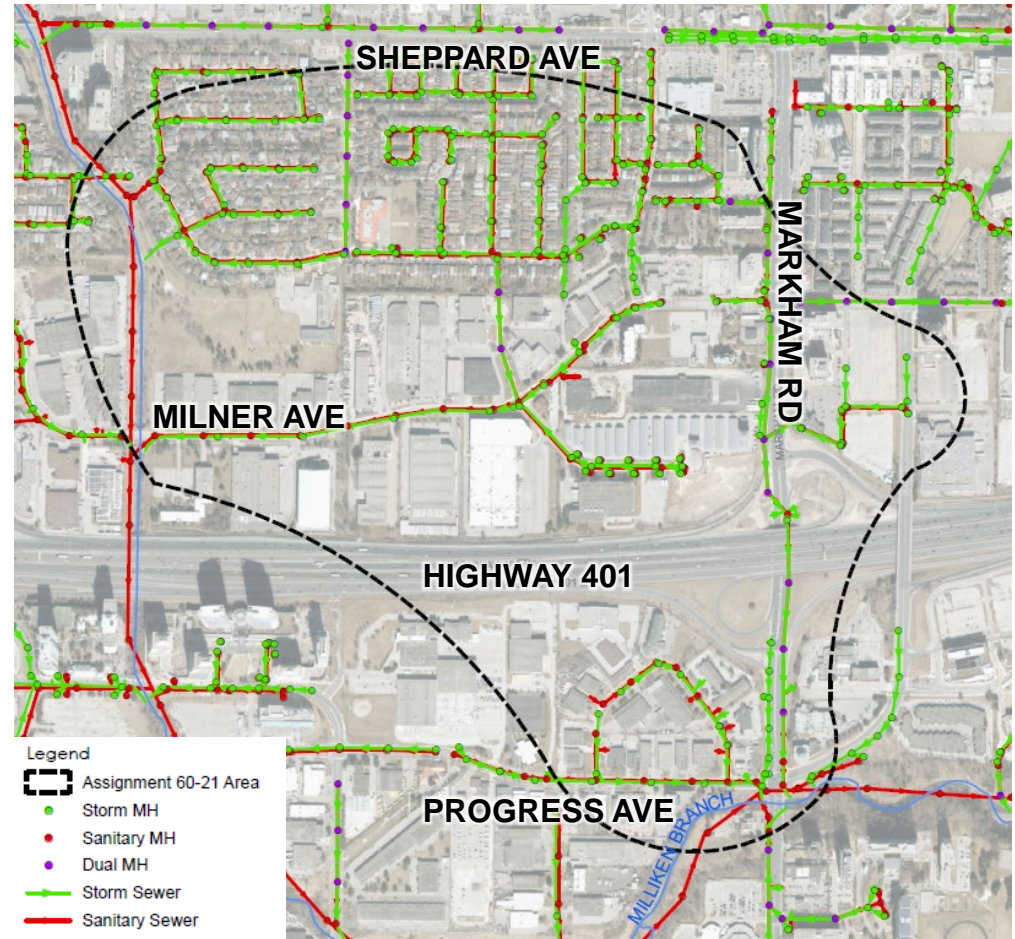 SHEPPARD AVE
MARKHAM RD
MILNER AVE
HIGHWAY 401
PROGRESS AVE
MILLIKEN BRANCH
Legend
Assignment 60-21 Area
Storm MH
Sanitary MH
Dual MH
Storm Sewer
Sanitary Sewer